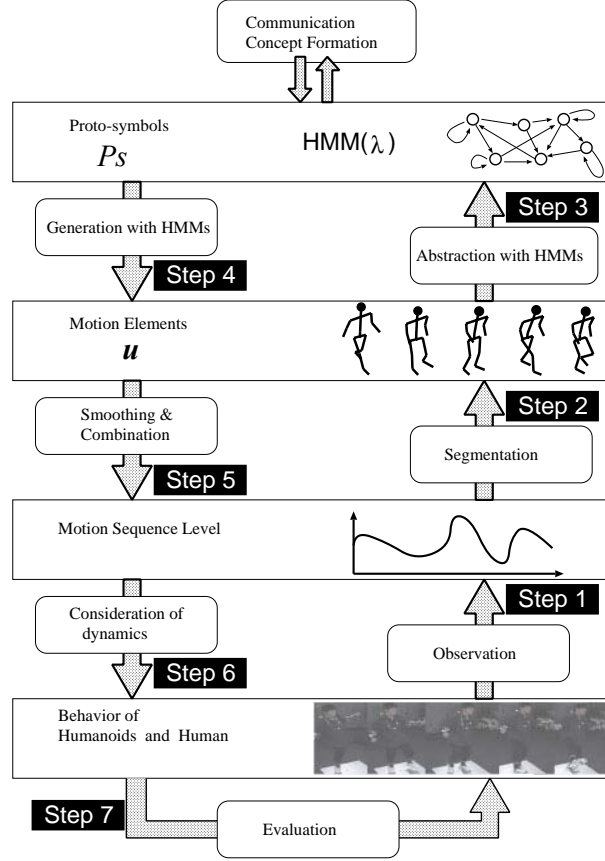 Communication
Concept Formation
Proto-symbols
Ps
HMM(λ)
Step 3
Generation with HMMs
Abstraction with HMMs
Step 4
Motion Elements
u
Step 2
Smoothing &
Combination
Segmentation
Step 5
Motion Sequence Level
Step 1
Consideration of
dynamics
Observation
Step 6
Behavior of
Humanoids and Human
Step 7
Evaluation